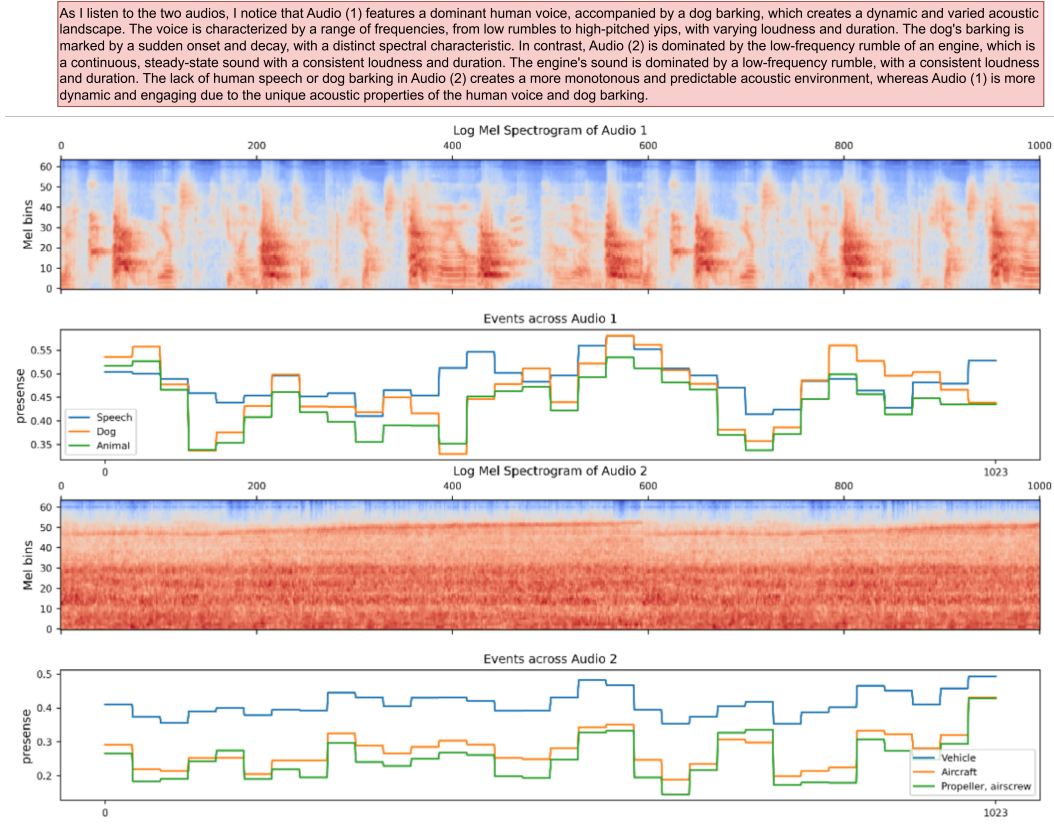 As I listen to the two audios, I notice that Audio (1) features a dominant human voice, accompanied by a dog barking, which creates a dynamic and varied acoustic
landscape. The voice is characterized by a range of frequencies, from low rumbles to high-pitched yips, with varying loudness and duration. The dog's barking is
marked by a sudden onset and decay, with a distinct spectral characteristic. In contrast, Audio (2) is dominated by the low-frequency rumble of an engine, which is
a continuous, steady-state sound with a consistent loudness and duration. The engine's sound is dominated by a low-frequency rumble, with a consistent loudness
and duration. The lack of human speech or dog barking in Audio (2) creates a more monotonous and predictable acoustic environment, whereas Audio (1) is more
dynamic and engaging due to the unique acoustic properties of the human voice and dog barking.
Log Mel Spectrogram of Audio 1
0 200 400 600 800 1000
Mel bins
60
50
40
30
20
10
0
Events across Audio 1
presense
0.55
0.50
0.45
0.40
0.35
Speech
Dog
Animal
0 1023
Log Mel Spectrogram of Audio 2
0 200 400 600 800 1000
Mel bins
60
50
40
30
20
10
0
Events across Audio 2
presense
0.5
0.4
0.3
0.2
Vehicle
Aircraft
Propeller, airscrew
0 1023